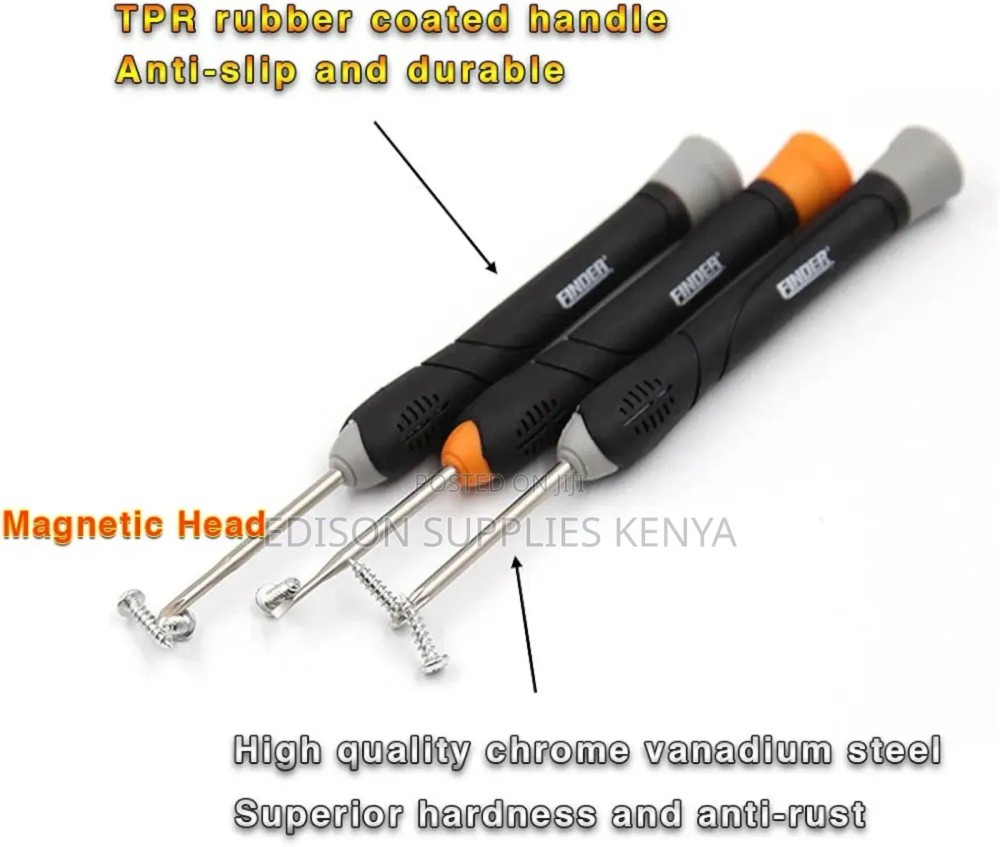 TPR rubber coated handle
Anti-slip and durable
FINDER®
FINDER®
FINDER®
POSTED ON JIJI
Magnetic Head
EDISON SUPPLIES KENYA
High quality chrome vanadium steel
Superior hardness and anti-rust